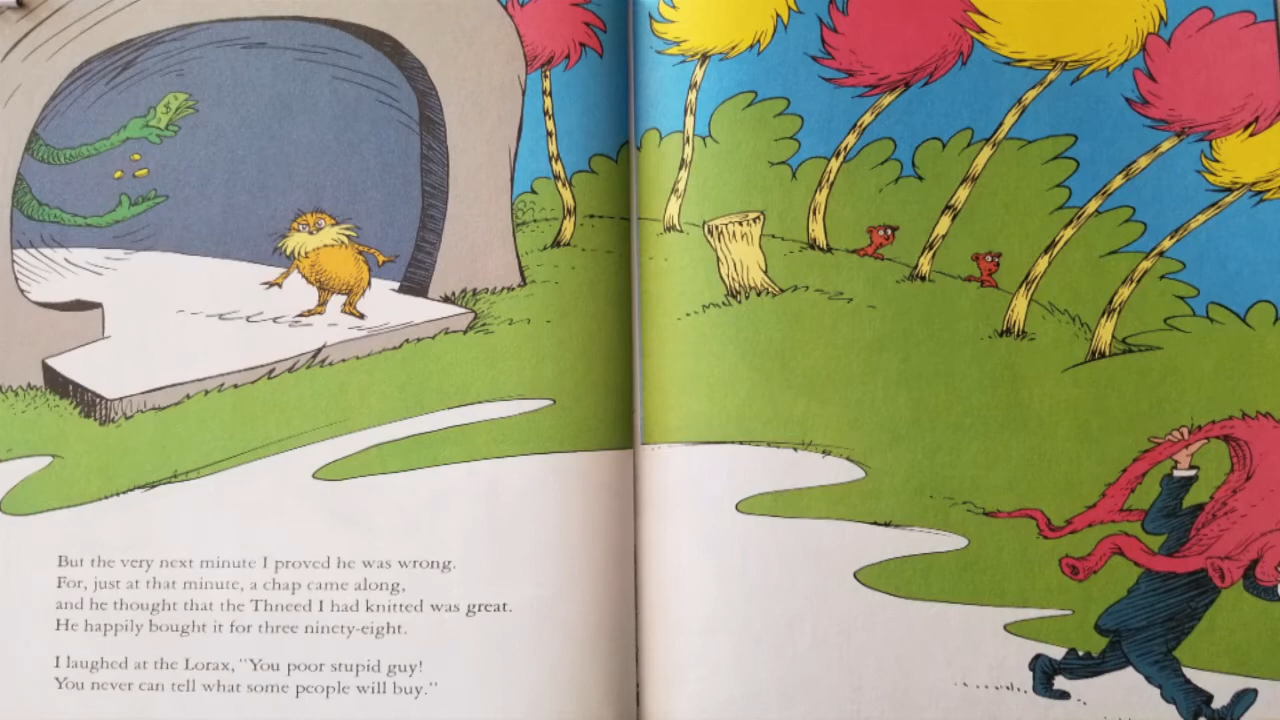 But the very next minute I proved he was wrong.
For, just at that minute, a chap came along,
and he thought that the Thneed I had knitted was great.
He happily bought it for three ninety-eight.
I laughed at the Lorax, "You poor stupid guy!
You never can tell what some people will buy."